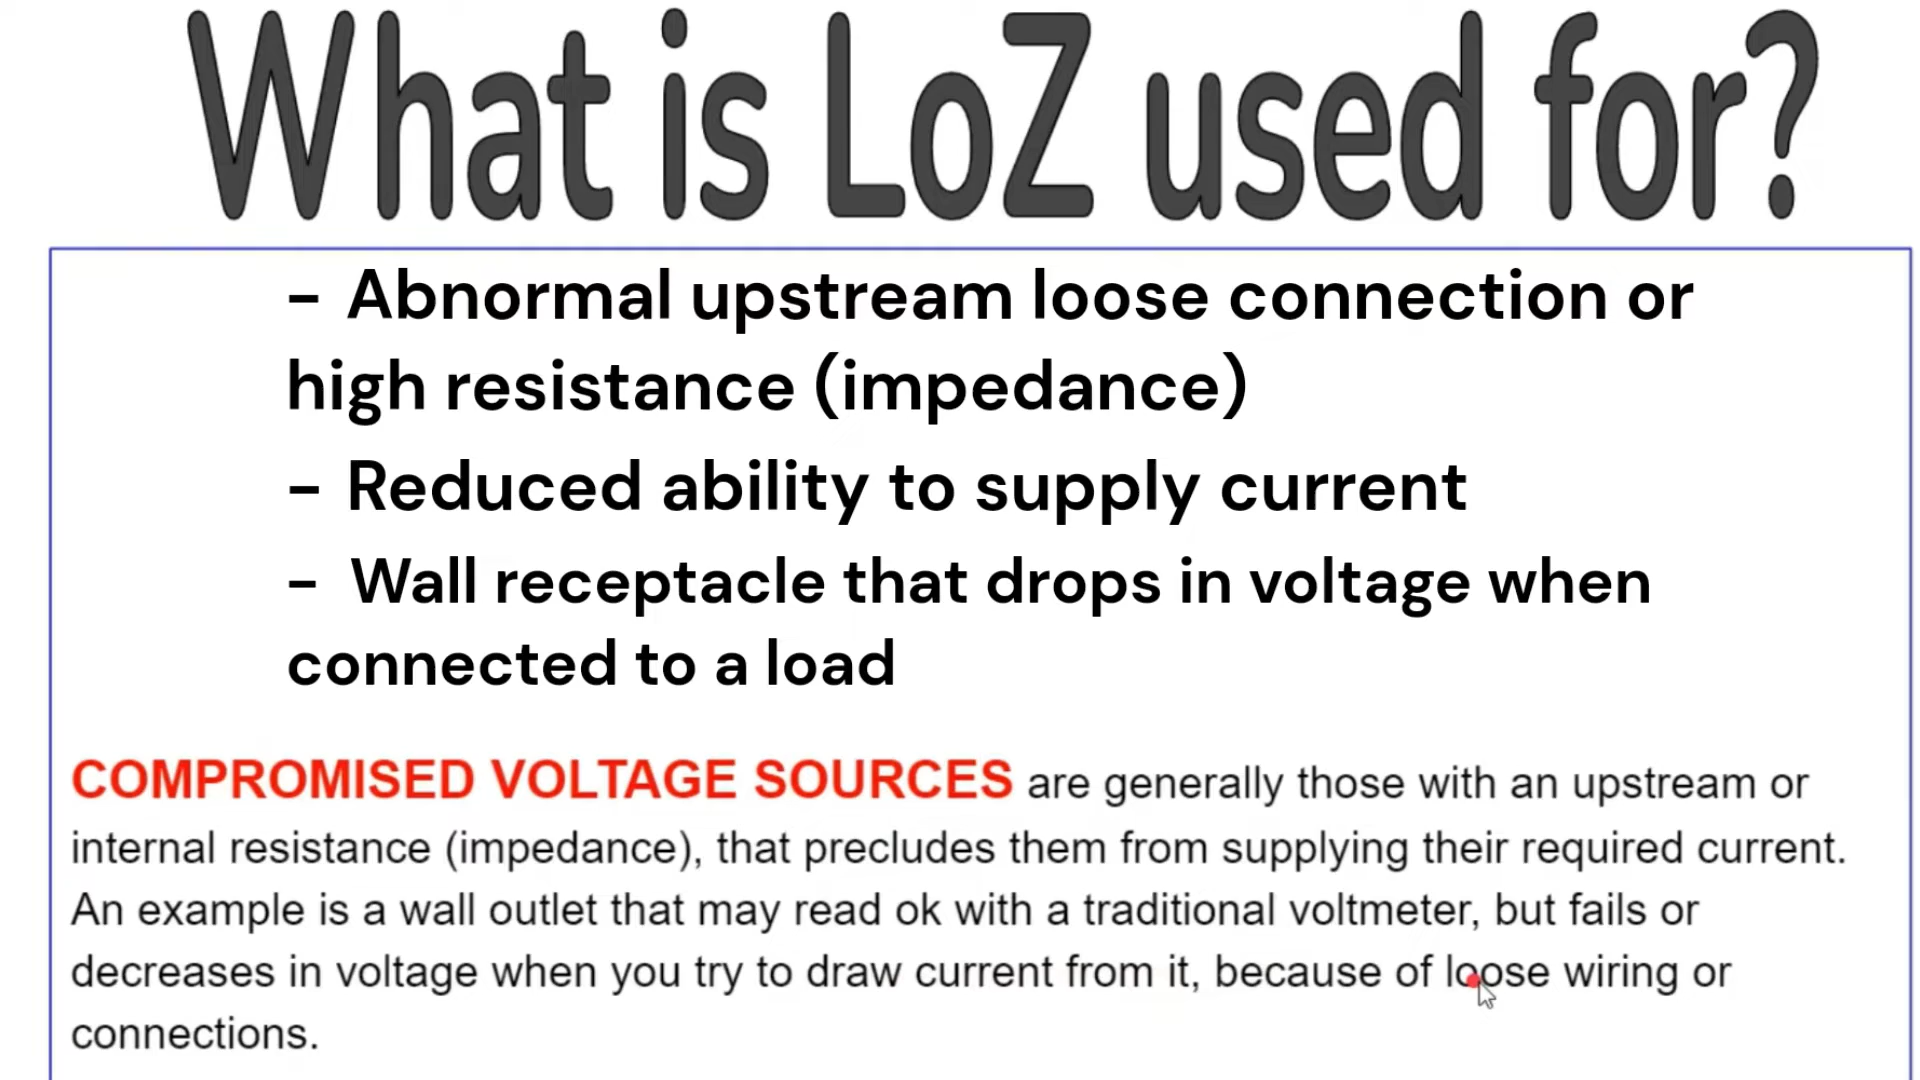 What is LoZ used for?
- Abnormal upstream loose connection or
high resistance (impedance)
- Reduced ability to supply current
- Wall receptacle that drops in voltage when
connected to a load
COMPROMISED VOLTAGE SOURCES are generally those with an upstream or
internal resistance (impedance), that precludes them from supplying their required current.
An example is a wall outlet that may read ok with a traditional voltmeter, but fails or
decreases in voltage when you try to draw current from it, because of loose wiring or
connections.